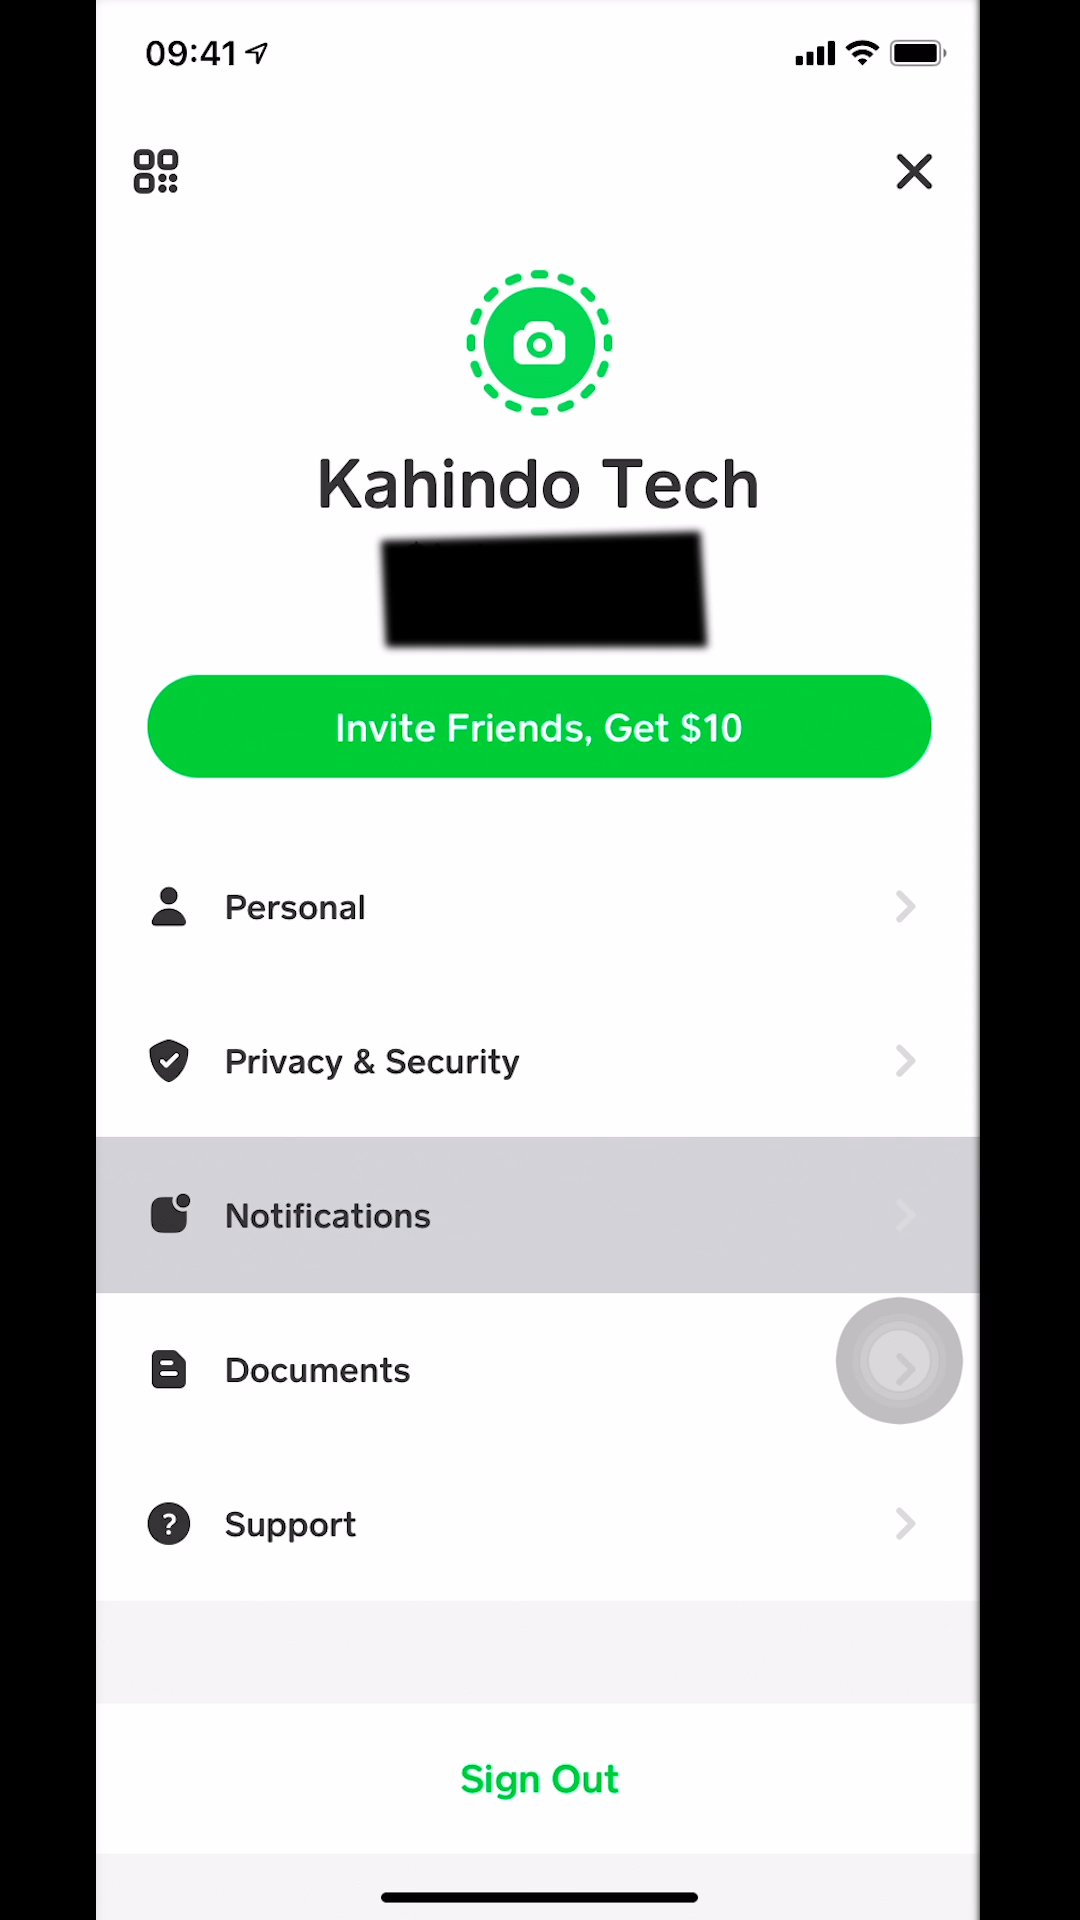 09:41
Kahindo Tech
Invite Friends, Get $10
Personal
Privacy & Security
Notifications
Documents
Support
Sign Out